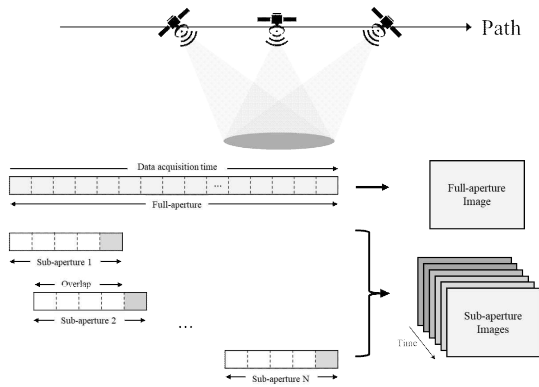 Path
Data acquisition time
...
Full-aperture
Full-aperture
Image
Sub-aperture 1
Overlap
Sub-aperture 2
...
Sub-aperture N
Sub-aperture
Images
Time